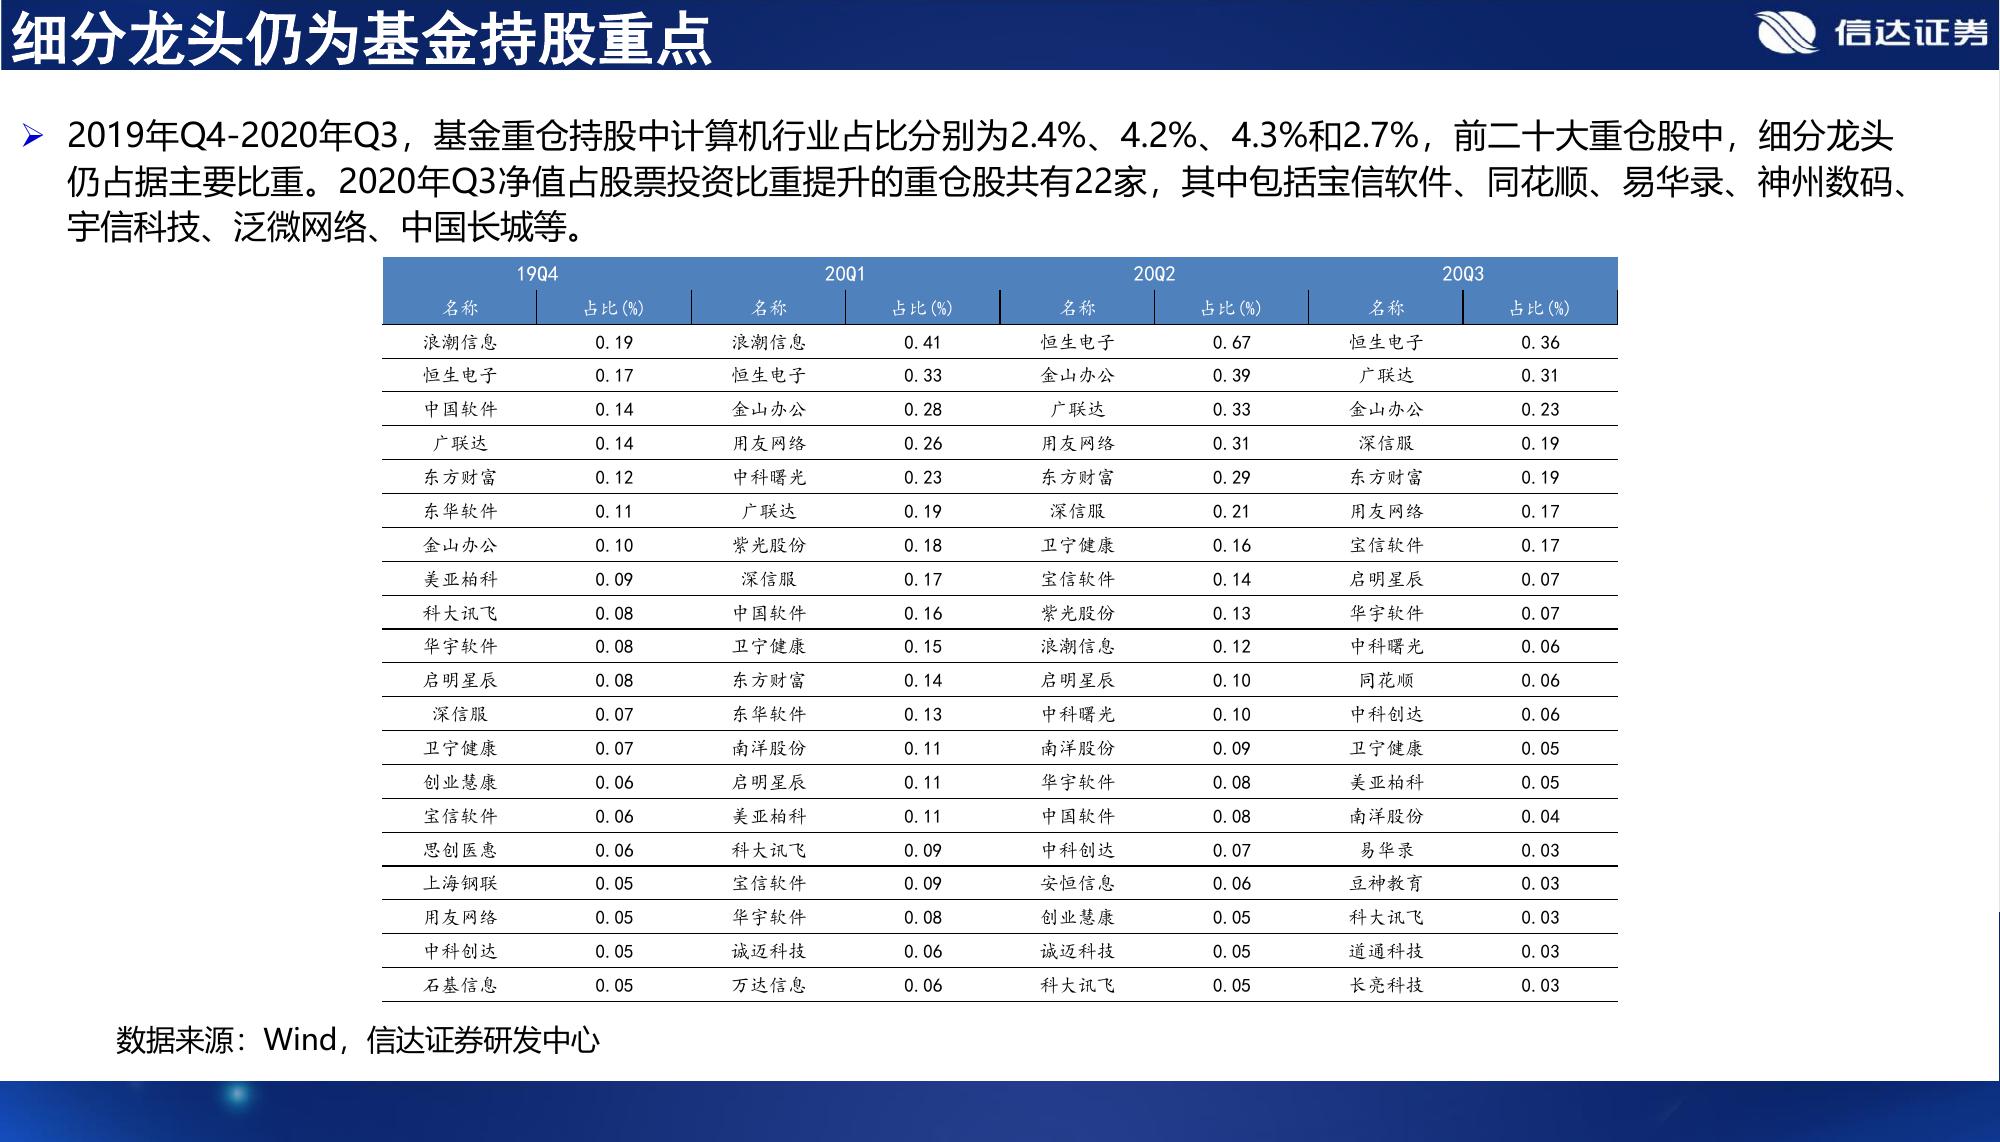 细分龙头仍为基金持股重点
信达证券
2019年Q4-2020年Q3，基金重仓持股中计算机行业占比分别为2.4%、4.2%、4.3%和2.7%，前二十大重仓股中，细分龙头
仍占据主要比重。2020年Q3净值占股票投资比重提升的重仓股共有22家，其中包括宝信软件、同花顺、易华录、神州数码、
宇信科技、泛微网络、中国长城等。
19Q4 20Q1 20Q2 20Q3
名称 占比(%) 名称 占比(%) 名称 占比(%) 名称 占比(%)
浪潮信息 0.19 浪潮信息 0.41 恒生电子 0.67 恒生电子 0.36
恒生电子 0.17 恒生电子 0.33 金山办公 0.39 广联达 0.31
中国软件 0.14 金山办公 0.28 广联达 0.33 金山办公 0.23
广联达 0.14 用友网络 0.26 用友网络 0.31 深信服 0.19
东方财富 0.12 中科曙光 0.23 东方财富 0.29 东方财富 0.19
东华软件 0.11 广联达 0.19 深信服 0.21 用友网络 0.17
金山办公 0.10 紫光股份 0.18 卫宁健康 0.16 宝信软件 0.17
美亚柏科 0.09 深信服 0.17 宝信软件 0.14 启明星辰 0.07
科大讯飞 0.08 中国软件 0.16 紫光股份 0.13 华宇软件 0.07
华宇软件 0.08 卫宁健康 0.15 浪潮信息 0.12 中科曙光 0.06
启明星辰 0.08 东方财富 0.14 启明星辰 0.10 同花顺 0.06
深信服 0.07 东华软件 0.13 中科曙光 0.10 中科创达 0.06
卫宁健康 0.07 南洋股份 0.11 南洋股份 0.09 卫宁健康 0.05
创业慧康 0.06 启明星辰 0.11 华宇软件 0.08 美亚柏科 0.05
宝信软件 0.06 美亚柏科 0.11 中国软件 0.08 南洋股份 0.04
思创医惠 0.06 科大讯飞 0.09 中科创达 0.07 易华录 0.03
上海钢联 0.05 宝信软件 0.09 安恒信息 0.06 豆神教育 0.03
用友网络 0.05 华宇软件 0.08 创业慧康 0.05 科大讯飞 0.03
中科创达 0.05 诚迈科技 0.06 诚迈科技 0.05 道通科技 0.03
石基信息 0.05 万达信息 0.06 科大讯飞 0.05 长亮科技 0.03
数据来源：Wind，信达证券研发中心